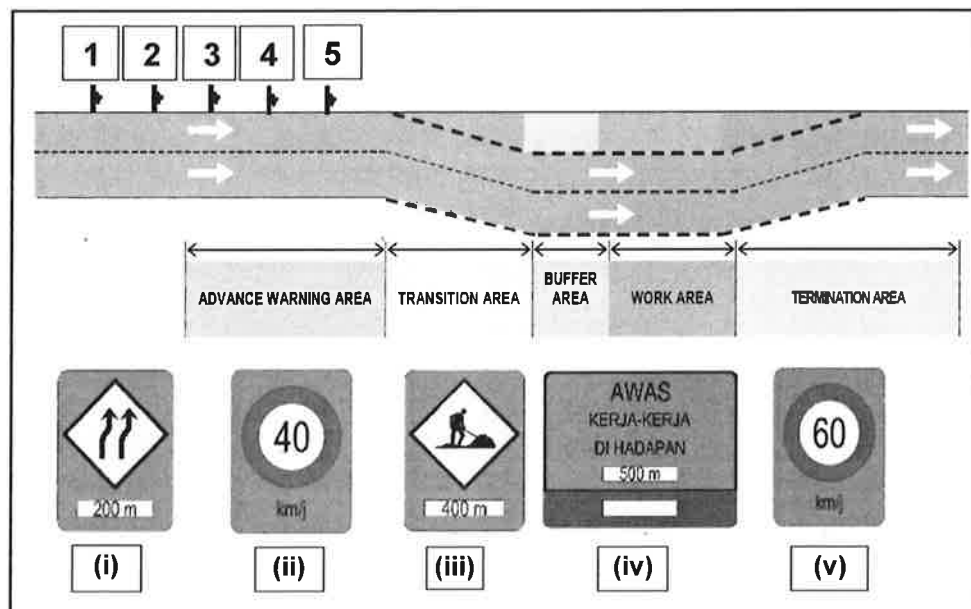 1 2 3 4 5
ADVANCE WARNING AREA
TRANSITION AREA
BUFFER
AREA
WORK AREA
TERMINATION AREA
200 m
40
km/j
400 m
AWAS
KERJA-KERJA
DI HADAPAN
500 m
60
km/j
(i) (ii) (iii) (iv) (v)